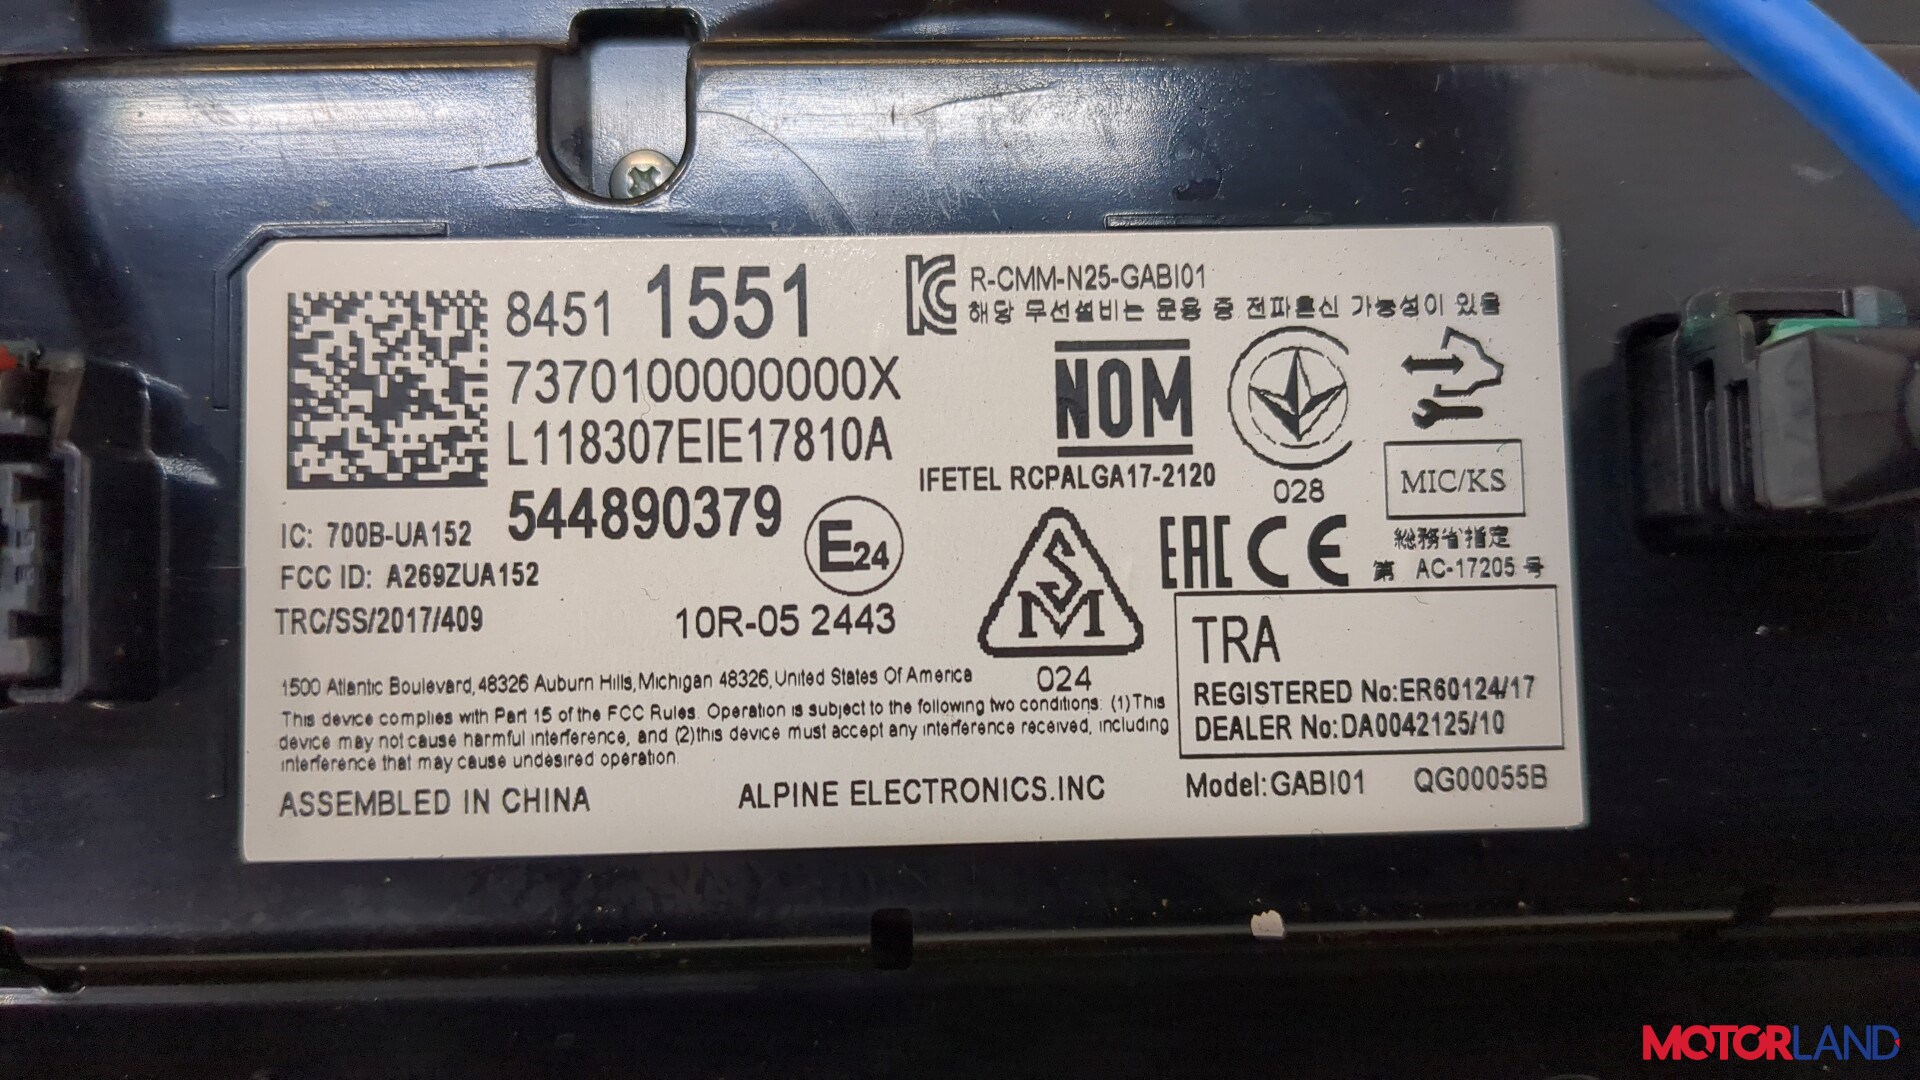 8451 1551
7370100000000X
L118307EIE17810A
544890379
IC: 700B-UA152
FCC ID: A269ZUA152
TRC/SS/2017/409
E24
10R-05 2443
R-CMM-N25-GABI01
해당 무선설비는 운용 중 전파혼신 가능성이 있음
NOM
IFETEL RCPALGA17-2120
028
MIC/KS
EAC CE
総務省指定
第 AC-17205 号
SM
024
TRA
REGISTERED No:ER60124/17
DEALER No:DA0042125/10
1500 Atlantic Boulevard, 48326 Auburn Hills, Michigan 48326, United States Of America
This device complies with Part 15 of the FCC Rules. Operation is subject to the following two conditions: (1)This
device may not cause harmful interference, and (2)this device must accept any interference received, including
interference that may cause undesired operation.
ASSEMBLED IN CHINA
ALPINE ELECTRONICS.INC
Model:GABI01 QG00055B
MOTORLAND